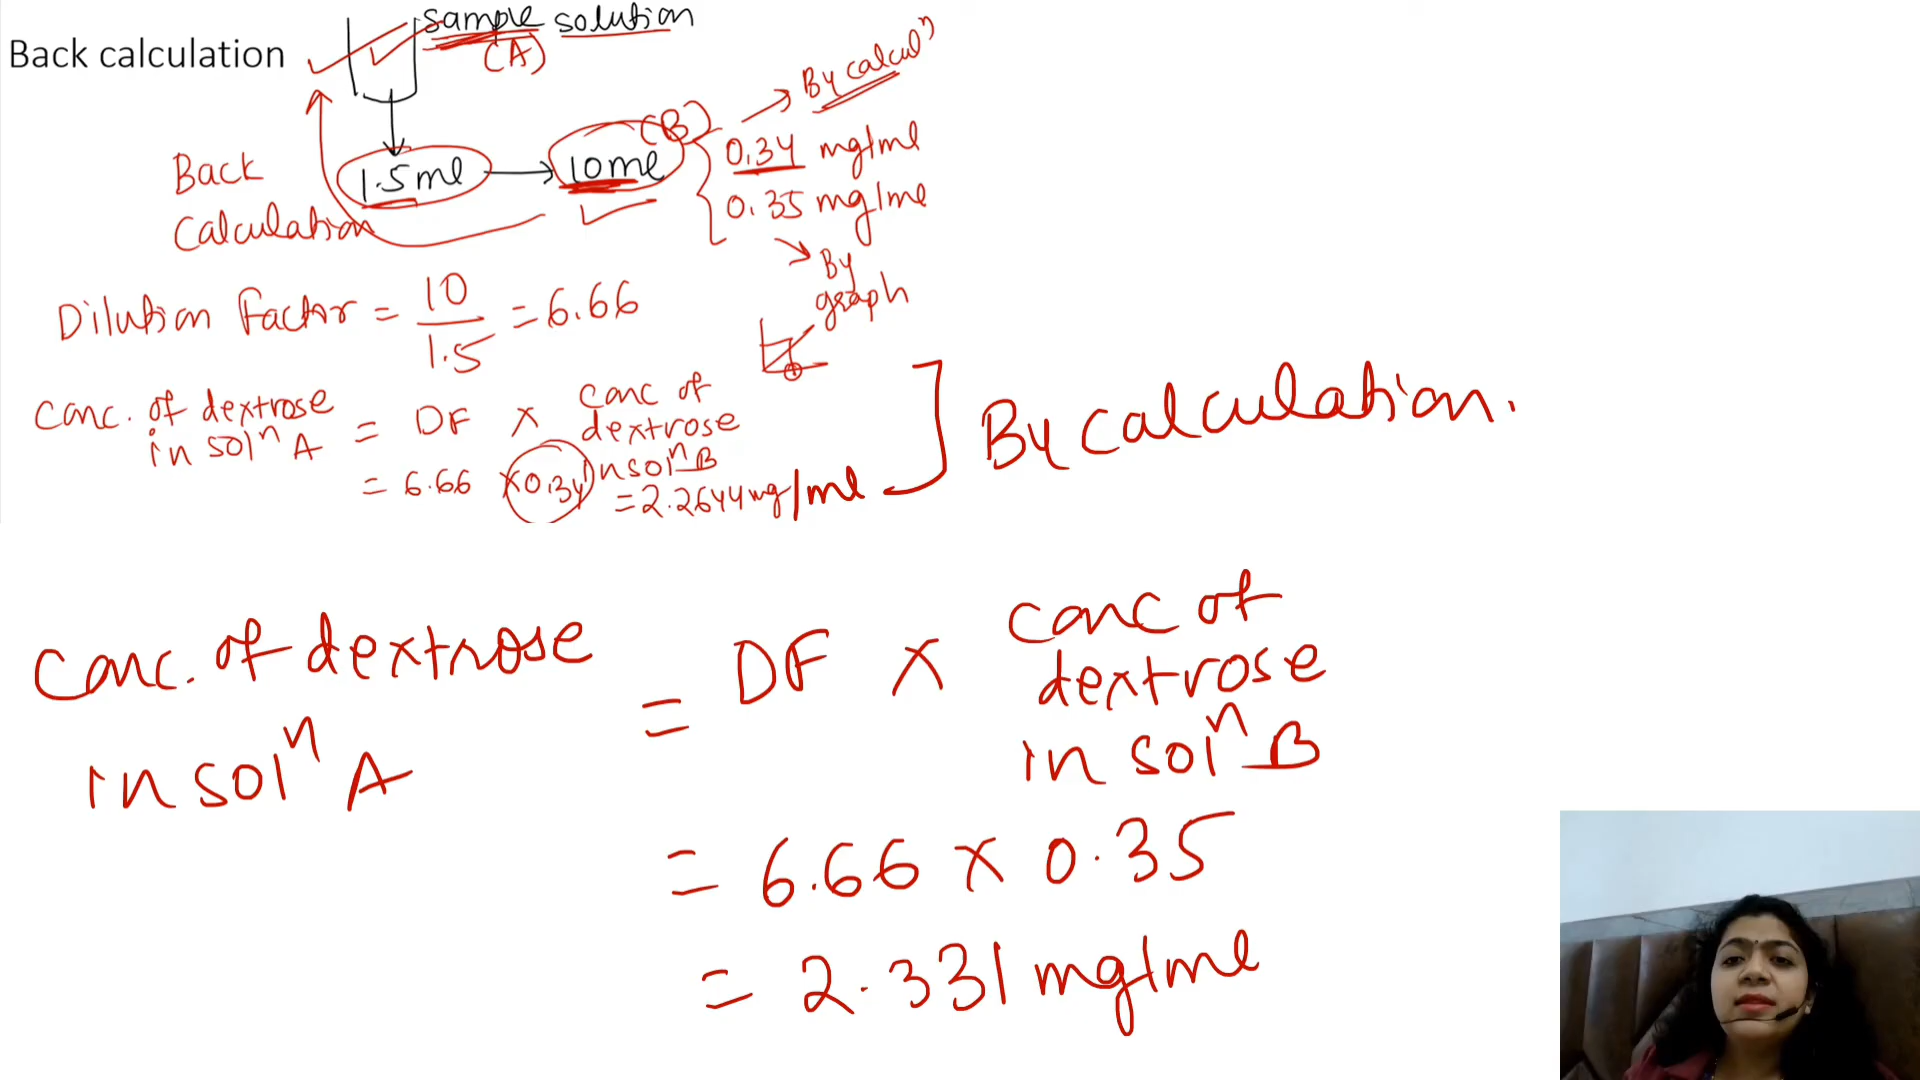 Back calculation
sample solution
(A)
By calculⁿ
(B)
1.5ml
10ml
0.34 mg/ml
0.35 mg/ml
By
graph
Back
Calculation
Dilution factor = 10/1.5 = 6.66
Conc. of dextrose in solⁿ A = DF × conc of dextrose in solⁿ B
= 6.66 × 0.34
= 2.2644 mg/ml
By calculation.
Conc. of dextrose
in solⁿ A
= DF ×
conc of
dextrose
in solⁿ B
= 6.66 × 0.35
= 2.331 mg/ml